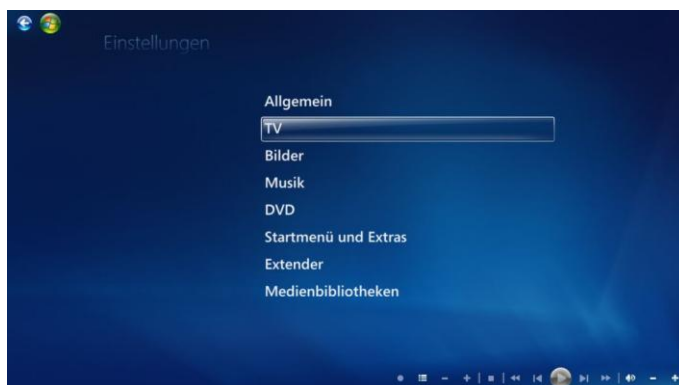 Einstellungen
Allgemein
TV
Bilder
Musik
DVD
Startmenü und Extras
Extender
Medienbibliotheken